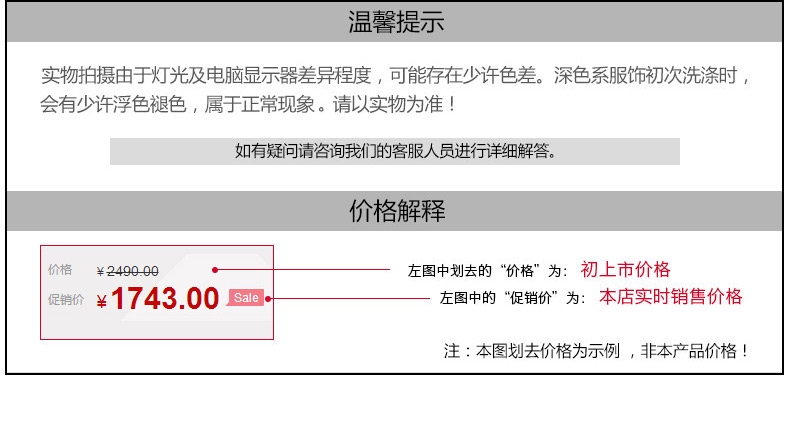 温馨提示
实物拍摄由于灯光及电脑显示器差异程度，可能存在少许色差。深色系服饰初次洗涤时，
会有少许浮色褪色，属于正常现象。请以实物为准！
如有疑问请咨询我们的客服人员进行详细解答。
价格解释
价格 ¥2490.00 左图中划去的“价格”为： 初上市价格
促销价 ¥1743.00 Sale 左图中的“促销价”为： 本店实时销售价格
注：本图划去价格为示例 ，非本产品价格！